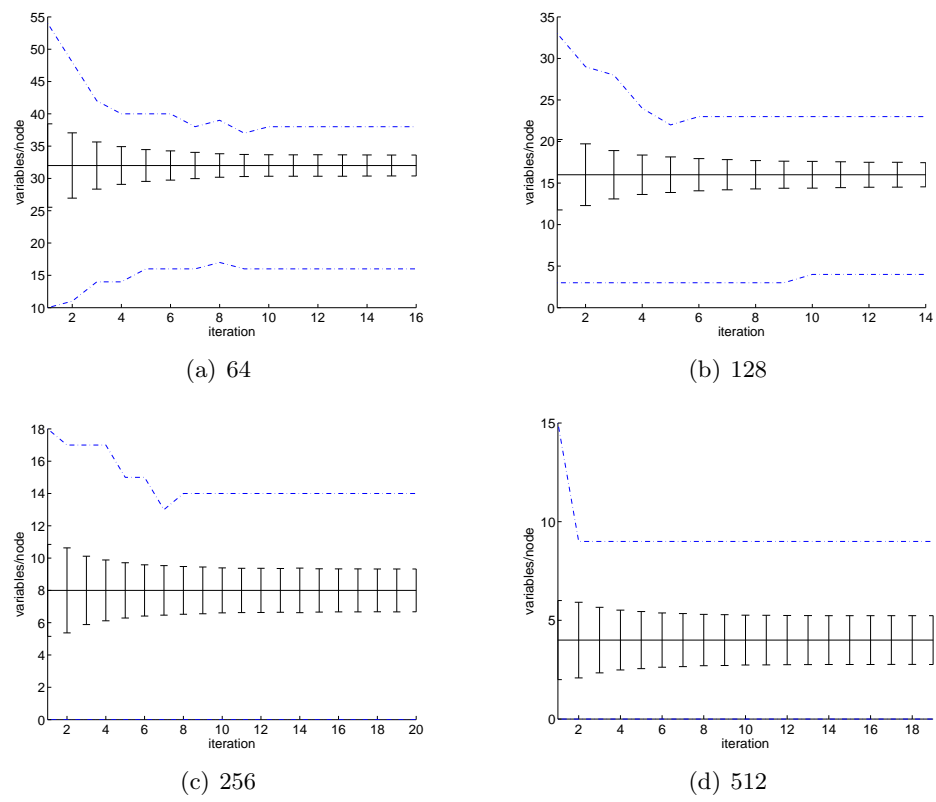 55
50
45
40
35
30
25
20
15
10
variables/node
2 4 6 8 10 12 14 16
iteration
(a) 64
35
30
25
20
15
10
5
0
variables/node
2 4 6 8 10 12 14
iteration
(b) 128
18
16
14
12
10
8
6
4
2
0
variables/node
2 4 6 8 10 12 14 16 18 20
iteration
(c) 256
15
10
5
0
variables/node
2 4 6 8 10 12 14 16 18
iteration
(d) 512